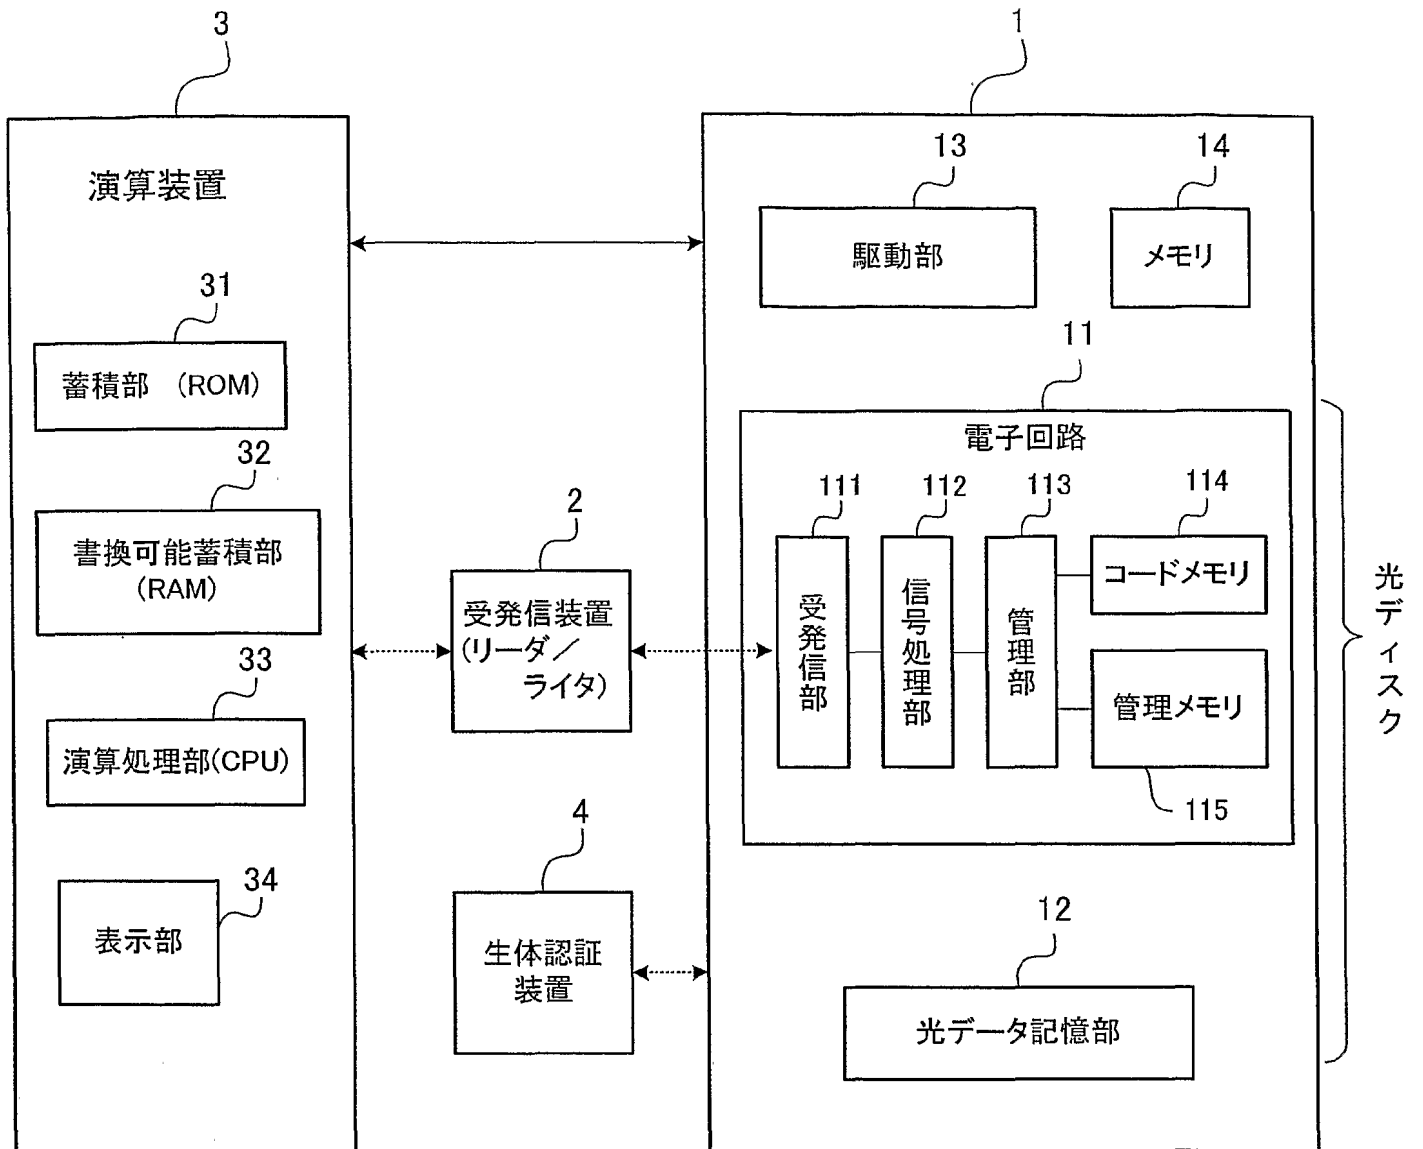 3
1
演算装置
13
14
駆動部
メモリ
31
蓄積部 (ROM)
11
電子回路
32
書換可能蓄積部
(RAM)
111
112
113
114
2
受発信装置
(リーダ／
ライタ)
受発信部
信号処理部
管理部
コードメモリ
管理メモリ
115
光ディスク
33
演算処理部(CPU)
4
生体認証
装置
34
表示部
12
光データ記憶部